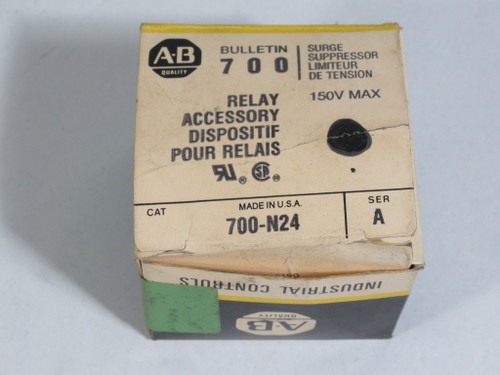 A-B
QUALITY
BULLETIN
700
SURGE
SUPPRESSOR
LIMITEUR
DE TENSION
150V MAX
RELAY
ACCESSORY
DISPOSITIF
POUR RELAIS
MADE IN U.S.A.
CAT
700-N24
SER
A
INDUSTRIAL CONTROLS
A-B
QUALITY